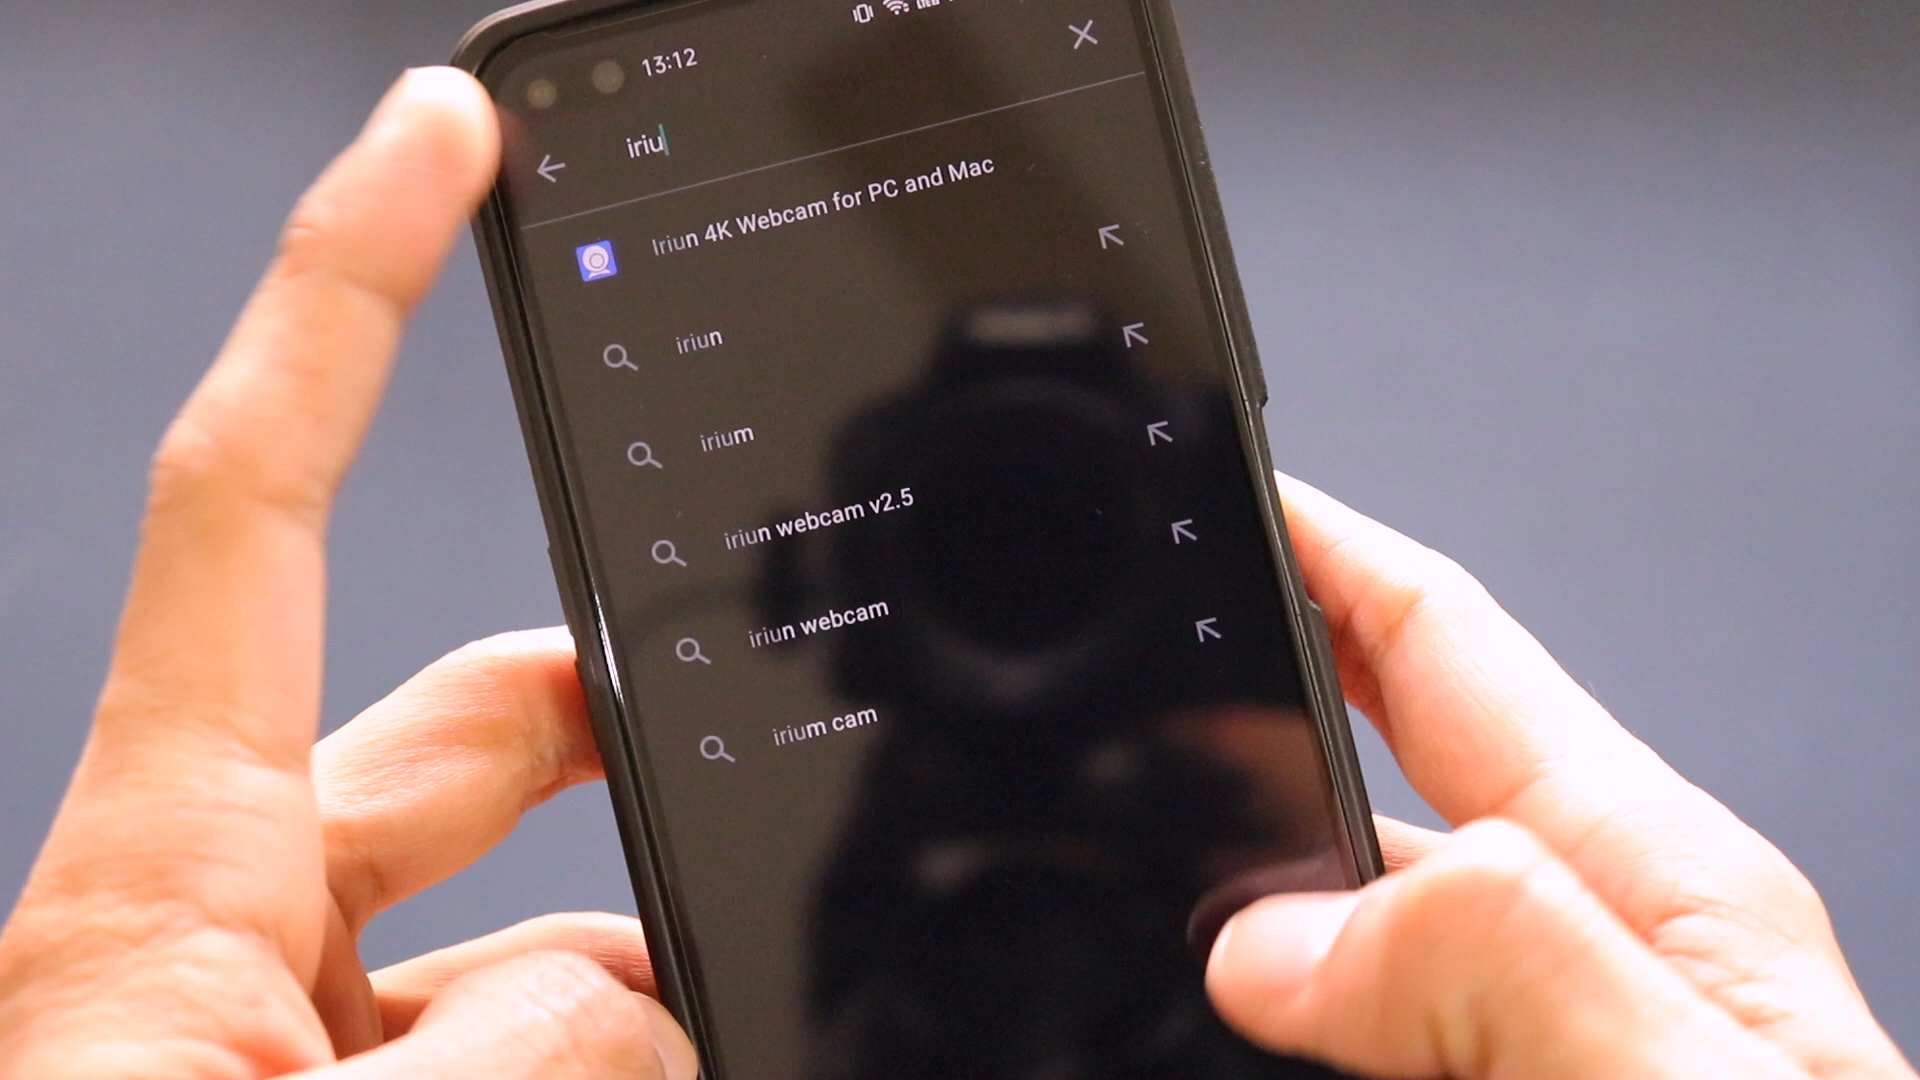 13:12
iriu
Iriun 4K Webcam for PC and Mac
iriun
irium
iriun webcam v2.5
iriun webcam
irium cam